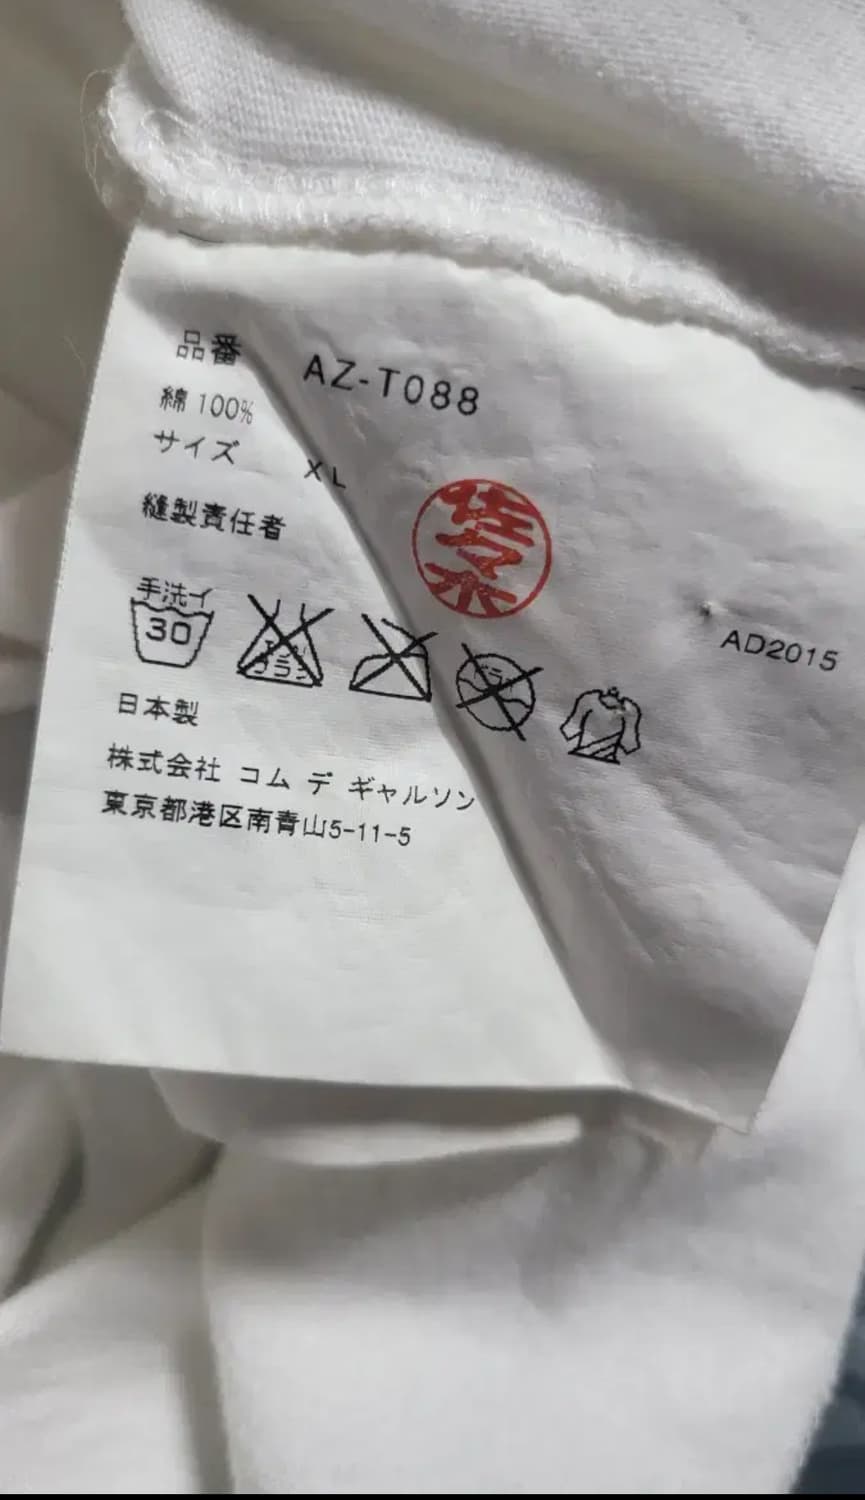 品番 AZ-T088
綿 100%
サイズ XL
縫製責任者
佐々木
AD2015
手洗イ
30
日本製
株式会社 コム デ ギャルソン
東京都港区南青山5-11-5